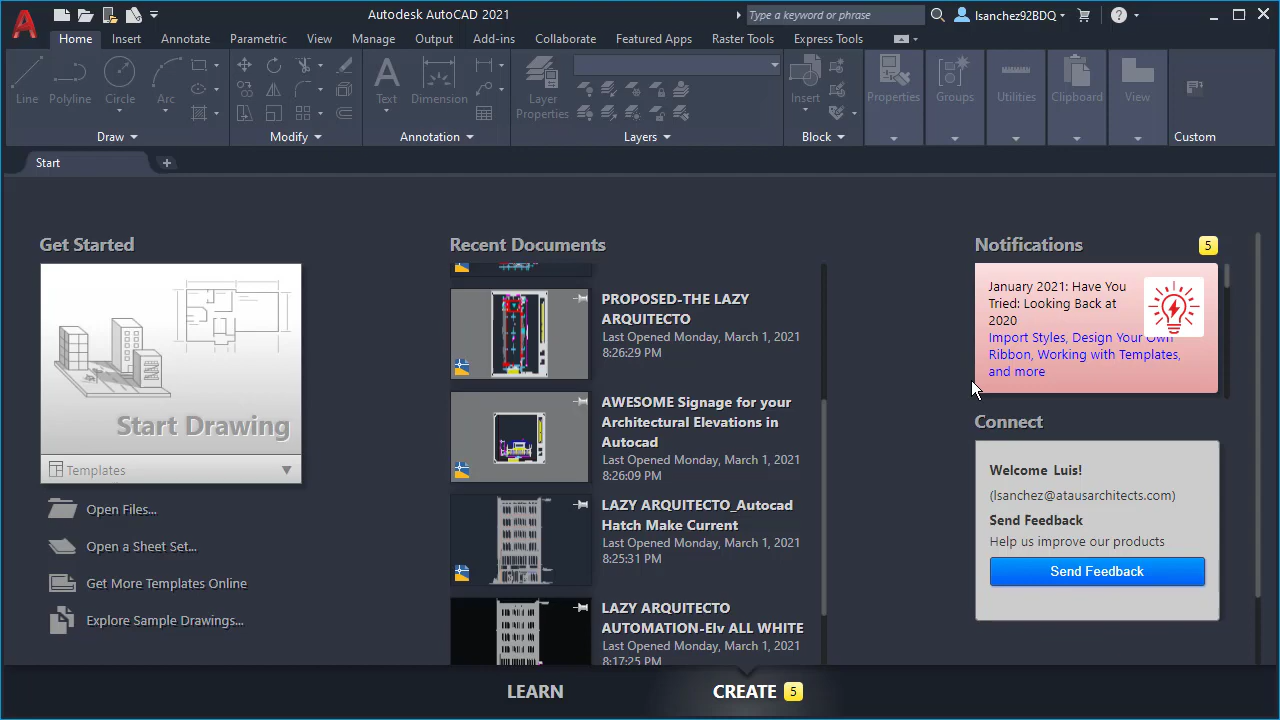 Autodesk AutoCAD 2021
Type a keyword or phrase
lsanchez92BDQ
Home
Insert
Annotate
Parametric
View
Manage
Output
Add-ins
Collaborate
Featured Apps
Raster Tools
Express Tools
Line
Polyline
Circle
Arc
Text
Dimension
Layer
Properties
Insert
Properties
Groups
Utilities
Clipboard
View
Draw
Modify
Annotation
Layers
Block
Custom
Start
Get Started
Start Drawing
Templates
Open Files...
Open a Sheet Set...
Get More Templates Online
Explore Sample Drawings...
Recent Documents
PROPOSED-THE LAZY
ARQUITECTO
Last Opened Monday, March 1, 2021
8:26:29 PM
AWESOME Signage for your
Architectural Elevations in
Autocad
Last Opened Monday, March 1, 2021
8:26:09 PM
LAZY ARQUITECTO_Autocad
Hatch Make Current
Last Opened Monday, March 1, 2021
8:25:31 PM
LAZY ARQUITECTO
AUTOMATION-Elv ALL WHITE
Last Opened Monday, March 1, 2021
8:17:25 PM
Notifications
5
January 2021: Have You
Tried: Looking Back at
2020
Import Styles, Design Your Own
Ribbon, Working with Templates,
and more
Connect
Welcome Luis!
(lsanchez@atausarchitects.com)
Send Feedback
Help us improve our products
Send Feedback
LEARN
CREATE 5